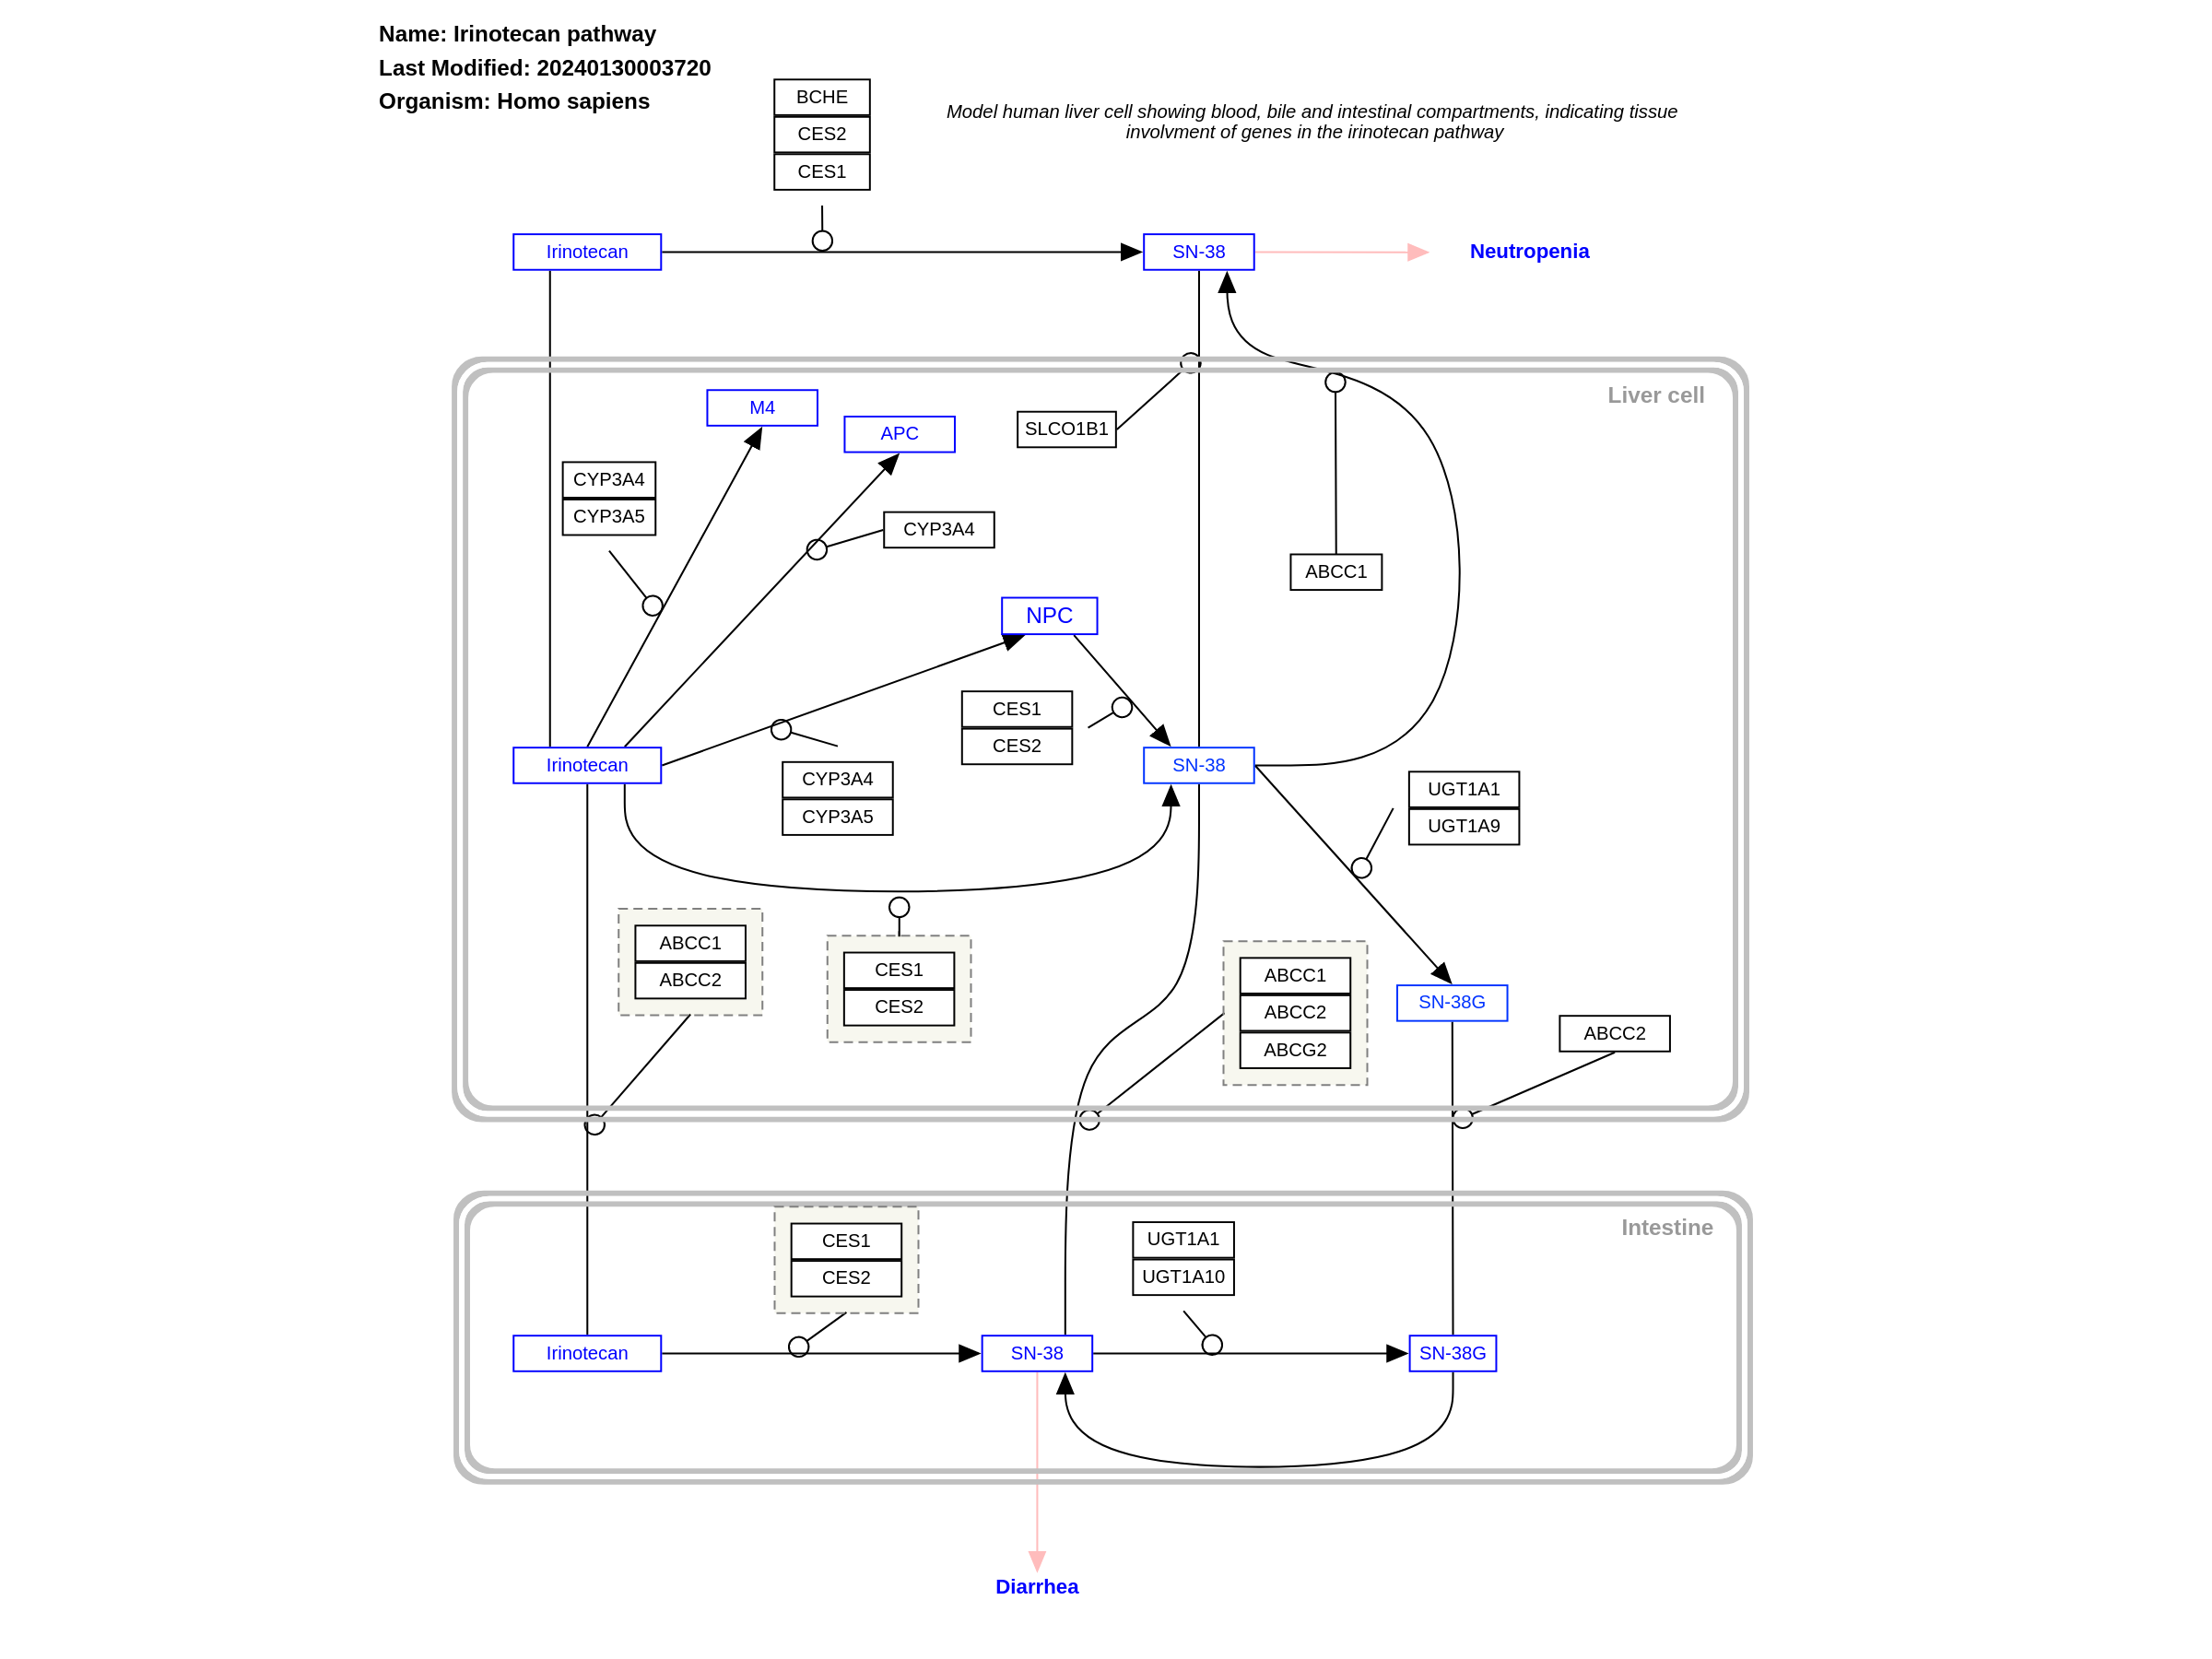 Name: Irinotecan pathway
Last Modified: 20240130003720
Organism: Homo sapiens
BCHE
CES2
CES1
Model human liver cell showing blood, bile and intestinal compartments, indicating tissue
involvment of genes in the irinotecan pathway
Irinotecan
SN-38
Neutropenia
Liver cell
M4
APC
SLCO1B1
CYP3A4
CYP3A5
CYP3A4
ABCC1
NPC
CES1
CES2
Irinotecan
SN-38
CYP3A4
CYP3A5
UGT1A1
UGT1A9
ABCC1
ABCC2
CES1
CES2
ABCC1
ABCC2
ABCG2
SN-38G
ABCC2
Intestine
CES1
CES2
UGT1A1
UGT1A10
Irinotecan
SN-38
SN-38G
Diarrhea